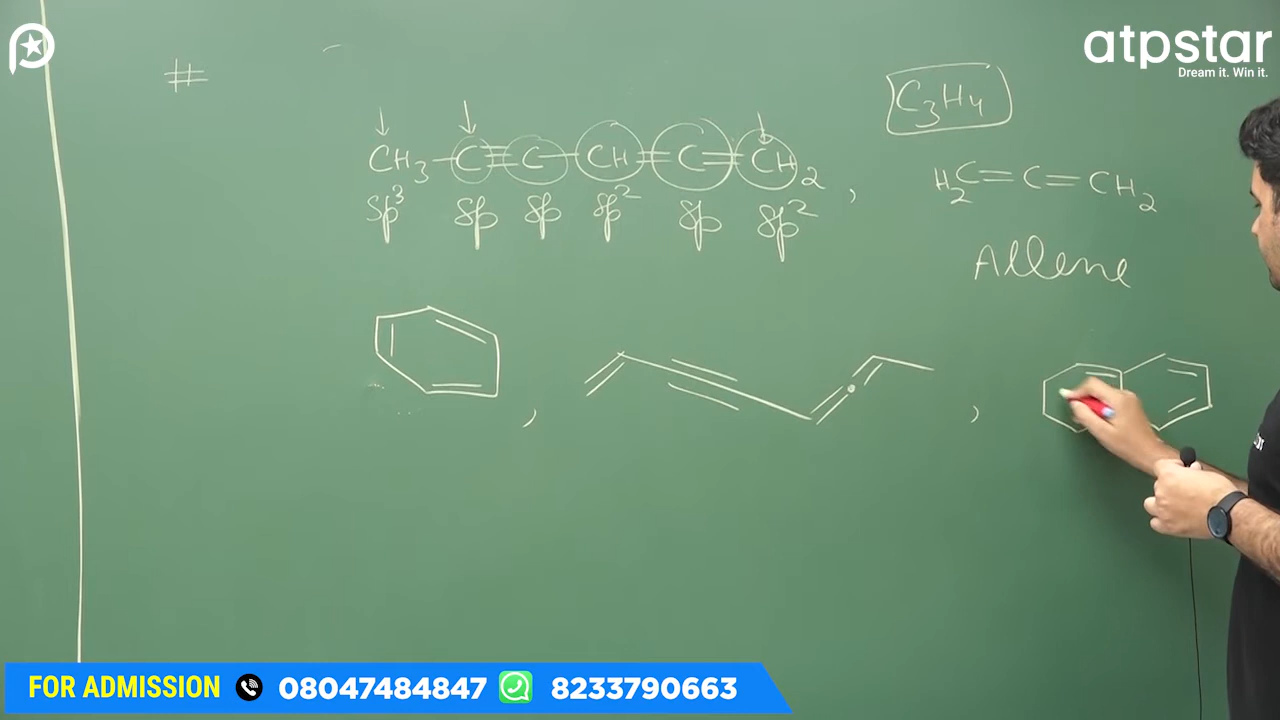 atpstar
Dream it. Win it.
#
C3H4
CH3–C≡C–CH=C=CH2 ,
sp³ sp sp sp² sp sp²
H2C=C=CH2
Allene
, ,
FOR ADMISSION 08047484847 8233790663